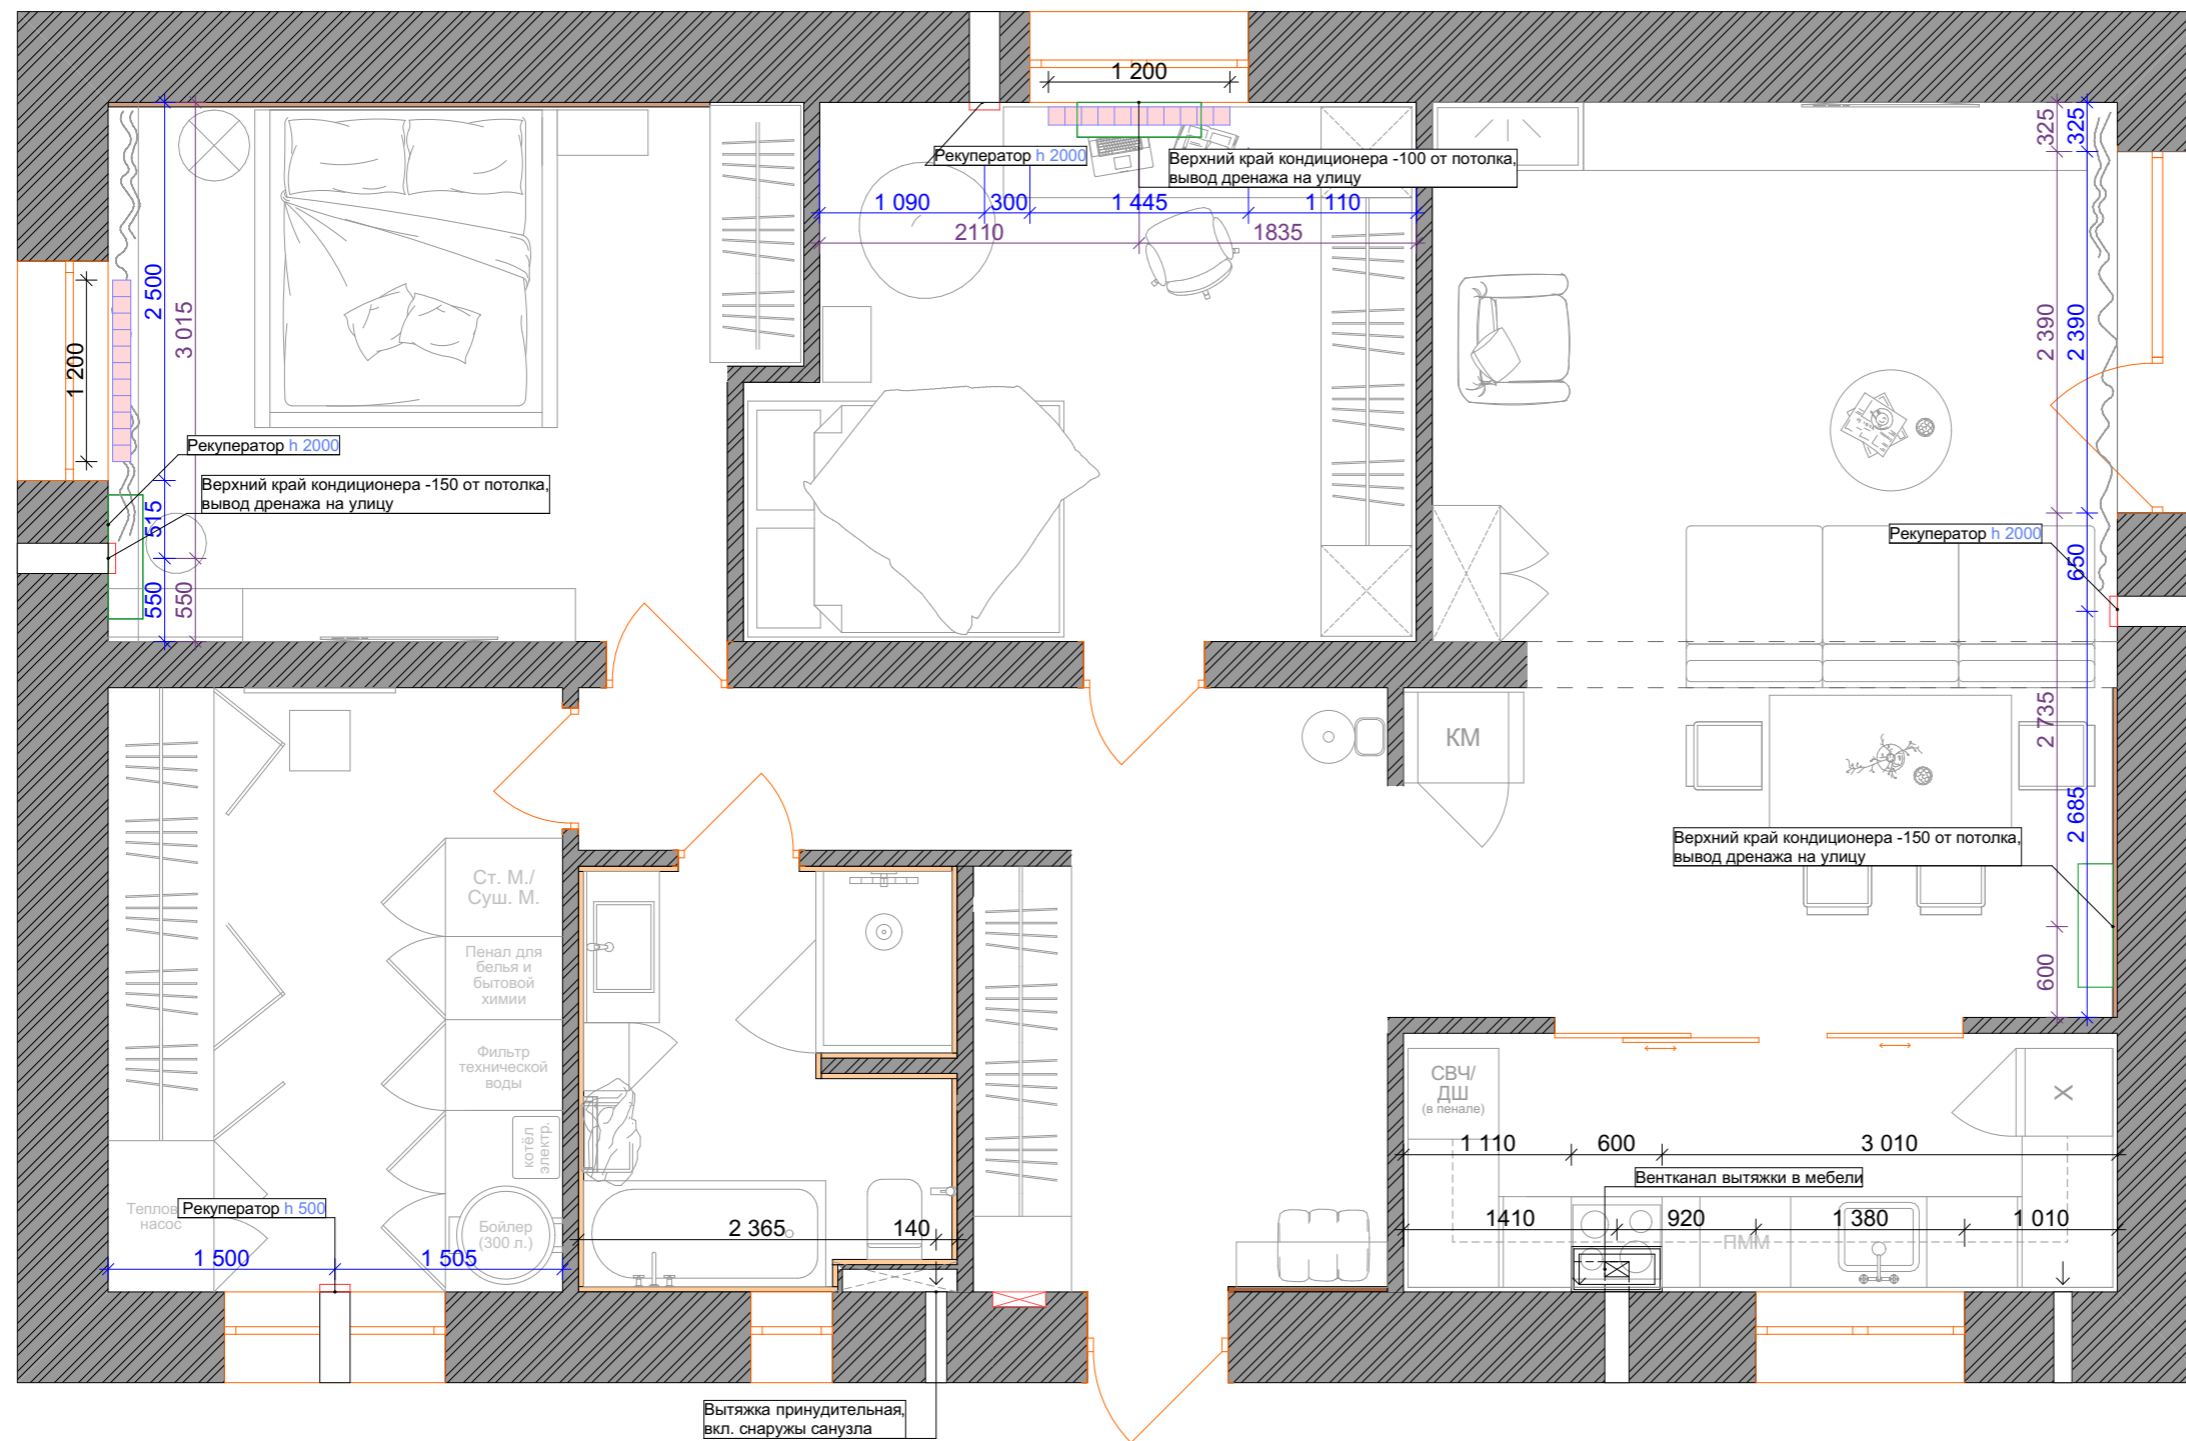 1 200
325
325
Рекуператор h 2000
Верхний край кондиционера -100 от потолка,
вывод дренажа на улицу
1 090
300
1 445
1 110
2110
1835
2 500
3 015
1 200
2 390
2 390
Рекуператор h 2000
Верхний край кондиционера -150 от потолка,
вывод дренажа на улицу
515
550
550
Рекуператор h 2000
650
КМ
2 735
2 685
Верхний край кондиционера -150 от потолка,
вывод дренажа на улицу
600
Ст. М./
Суш. М.
Пенал для
белья и
бытовой
химии
Фильтр
технической
воды
котёл
электр.
Теплов
насос
Рекуператор h 500
Бойлер
(300 л.)
1 500
1 505
2 365
140
СВЧ/
ДШ
(в пенале)
Х
1 110
600
3 010
Вентканал вытяжки в мебели
1410
920
1 380
1 010
ПММ
Вытяжка принудительная,
вкл. снаружы санузла